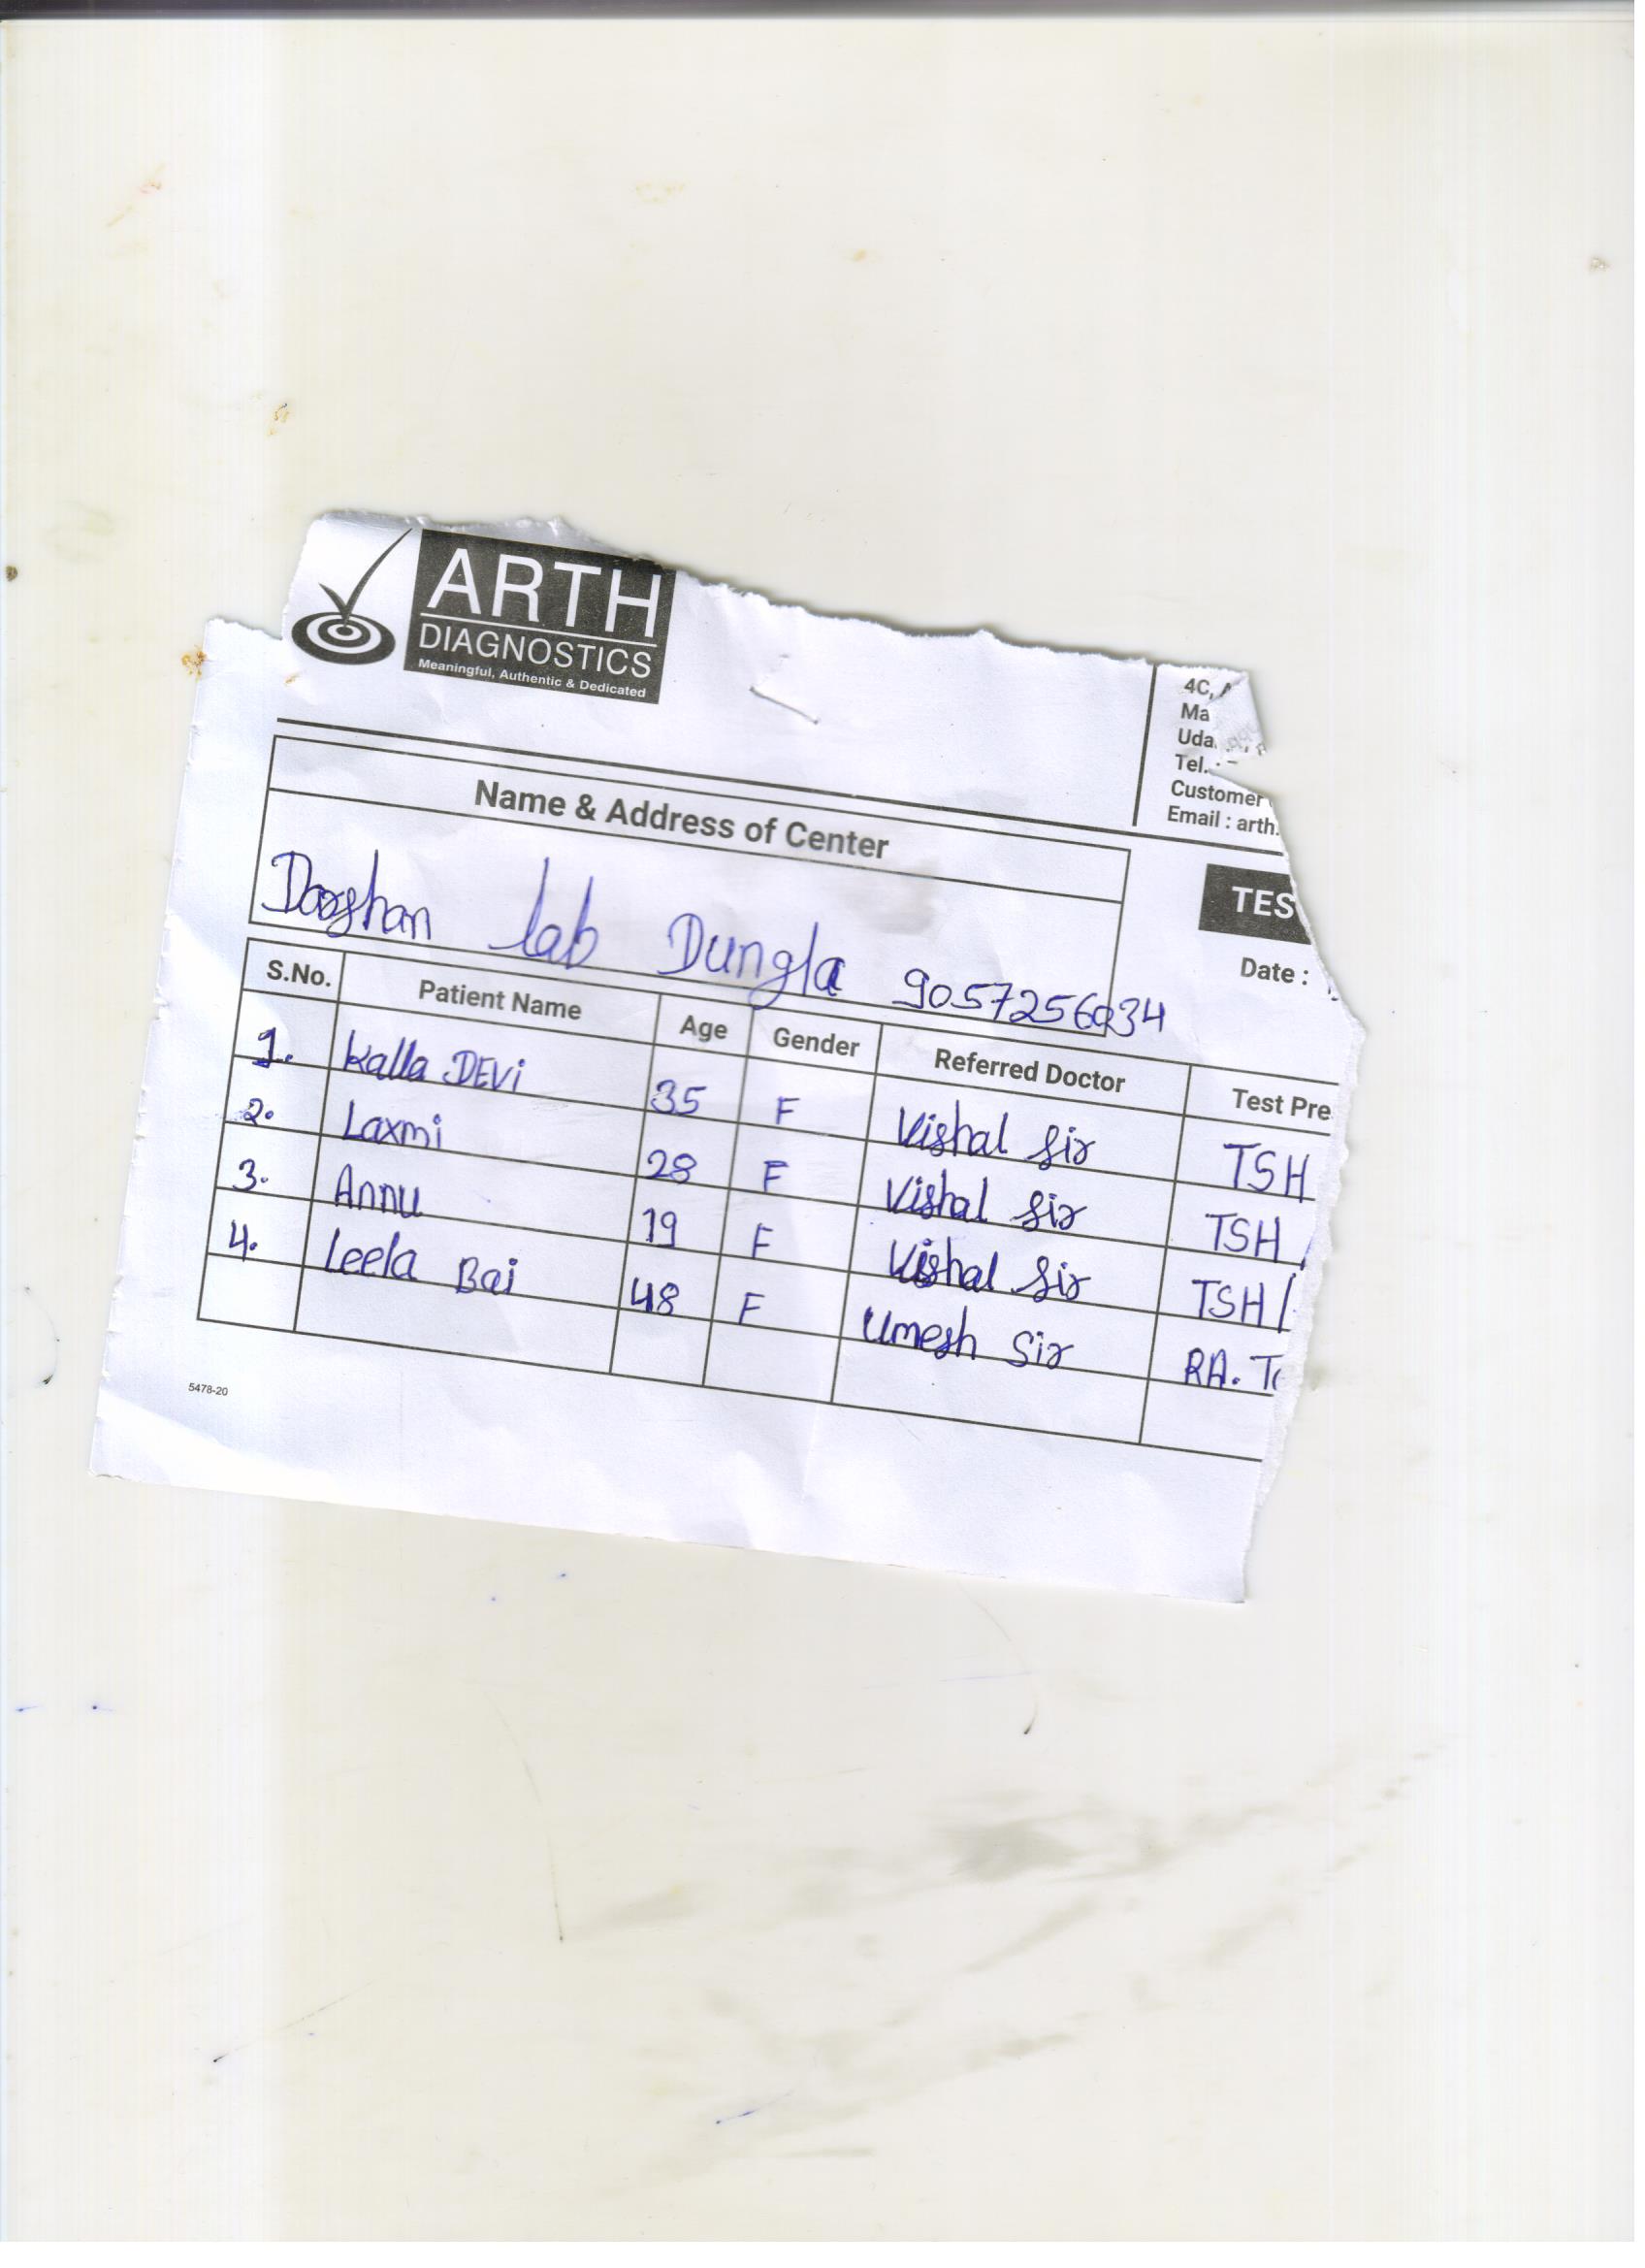 ARTH
DIAGNOSTICS
Meaningful, Authentic & Dedicated
4C,
Ma
Uda
Tel. :
Customer
Email : arth.
Name & Address of Center
TES
Darshan lab Dungla 9057256034
Date :
S.No. Patient Name Age Gender Referred Doctor Test Pre
1. Kalla DEVi 35 F Vishal Sir TSH
2. Laxmi 28 F Vishal Sir TSH
3. Annu 19 F Vishal Sir TSH /
4. Leela Bai 48 F Umesh Sir RA.
5478-20